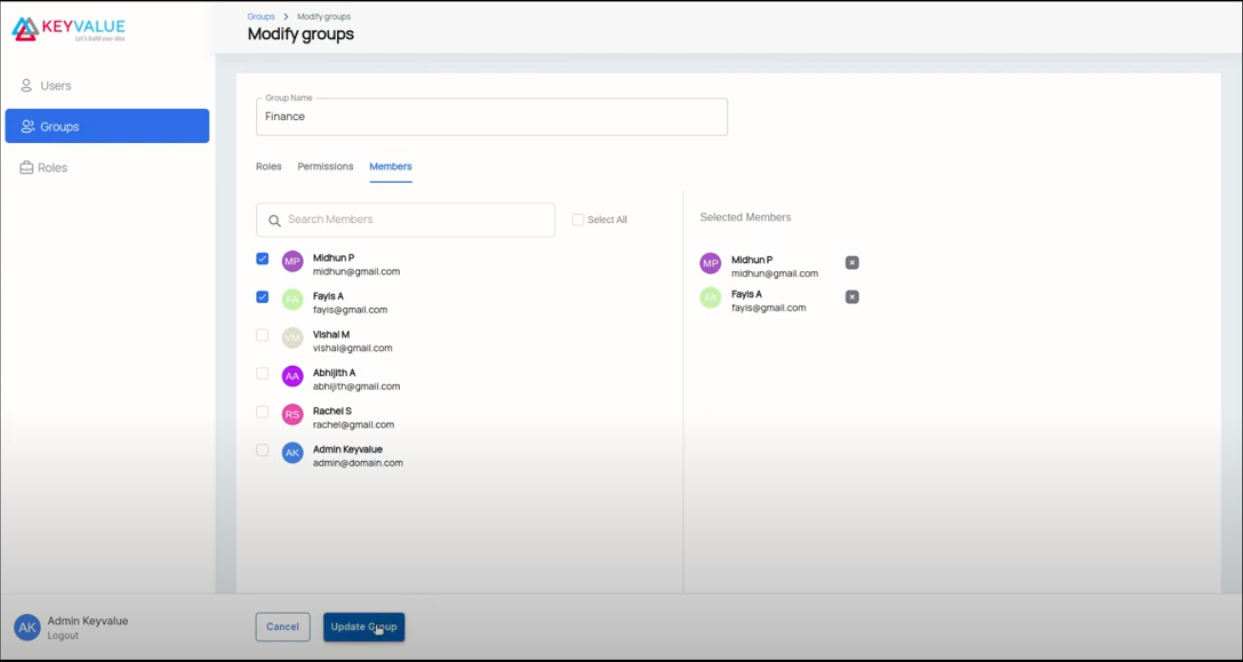 KEYVALUE
Let's build your idea
Groups > Modify groups
Modify groups
Users
Groups
Roles
Group Name
Finance
Roles Permissions Members
Search Members
Select All
Selected Members
MP Midhun P
midhun@gmail.com
FA Fayis A
fayis@gmail.com
VM Vishal M
vishal@gmail.com
AA Abhijith A
abhijith@gmail.com
RS Rachel S
rachel@gmail.com
AK Admin Keyvalue
admin@domain.com
MP Midhun P
midhun@gmail.com
FA Fayis A
fayis@gmail.com
AK Admin Keyvalue
Logout
Cancel
Update Group